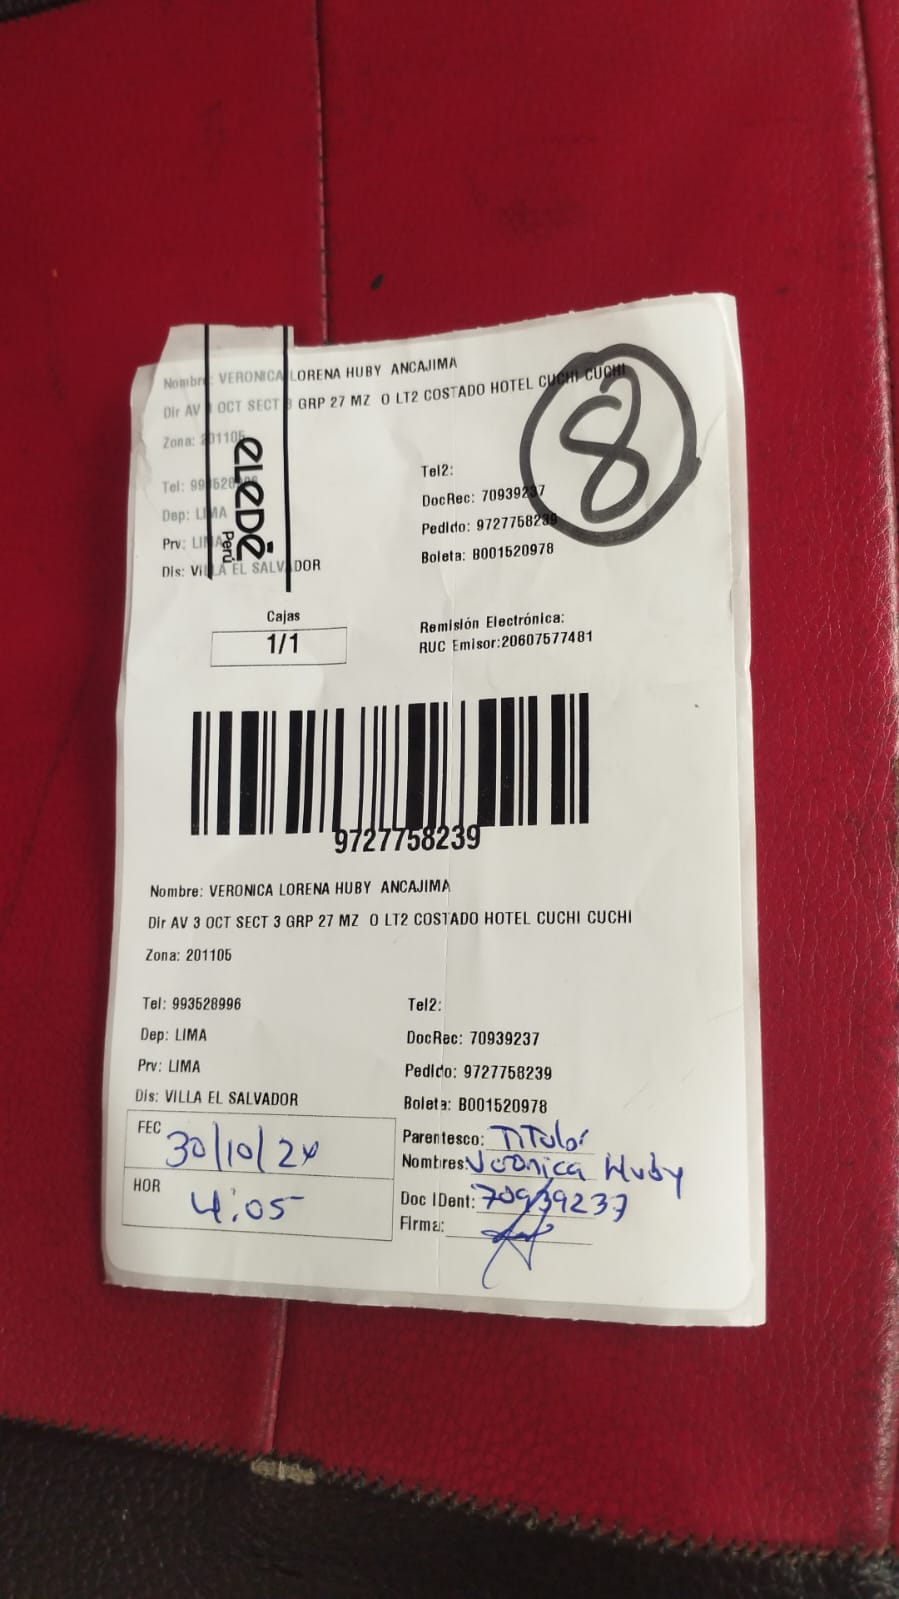 Nombre: VERONICA LORENA HUBY ANCAJIMA
Dir AV 3 OCT SECT 3 GRP 27 MZ O LT2 COSTADO HOTEL CUCHI CUCHI
8
Zona: 201105
eLeDē
Perú
Tel: 993528996
Tel2:
Dep: LIMA
DocRec: 70939237
Prv: LIMA
Pedido: 9727758239
Dis: VILLA EL SALVADOR
Boleta: B001520978
Cajas
1/1
Remisión Electrónica:
RUC Emisor:20607577481
9727758239
Nombre: VERONICA LORENA HUBY ANCAJIMA
Dir AV 3 OCT SECT 3 GRP 27 MZ O LT2 COSTADO HOTEL CUCHI CUCHI
Zona: 201105
Tel: 993528996
Tel2:
Dep: LIMA
DocRec: 70939237
Prv: LIMA
Pedido: 9727758239
Dis: VILLA EL SALVADOR
Boleta: B001520978
FEC 30/10/24
Parentesco: Titular
Nombres: Veronica Huby
HOR 4:05
Doc IDent: 70939237
Firma: